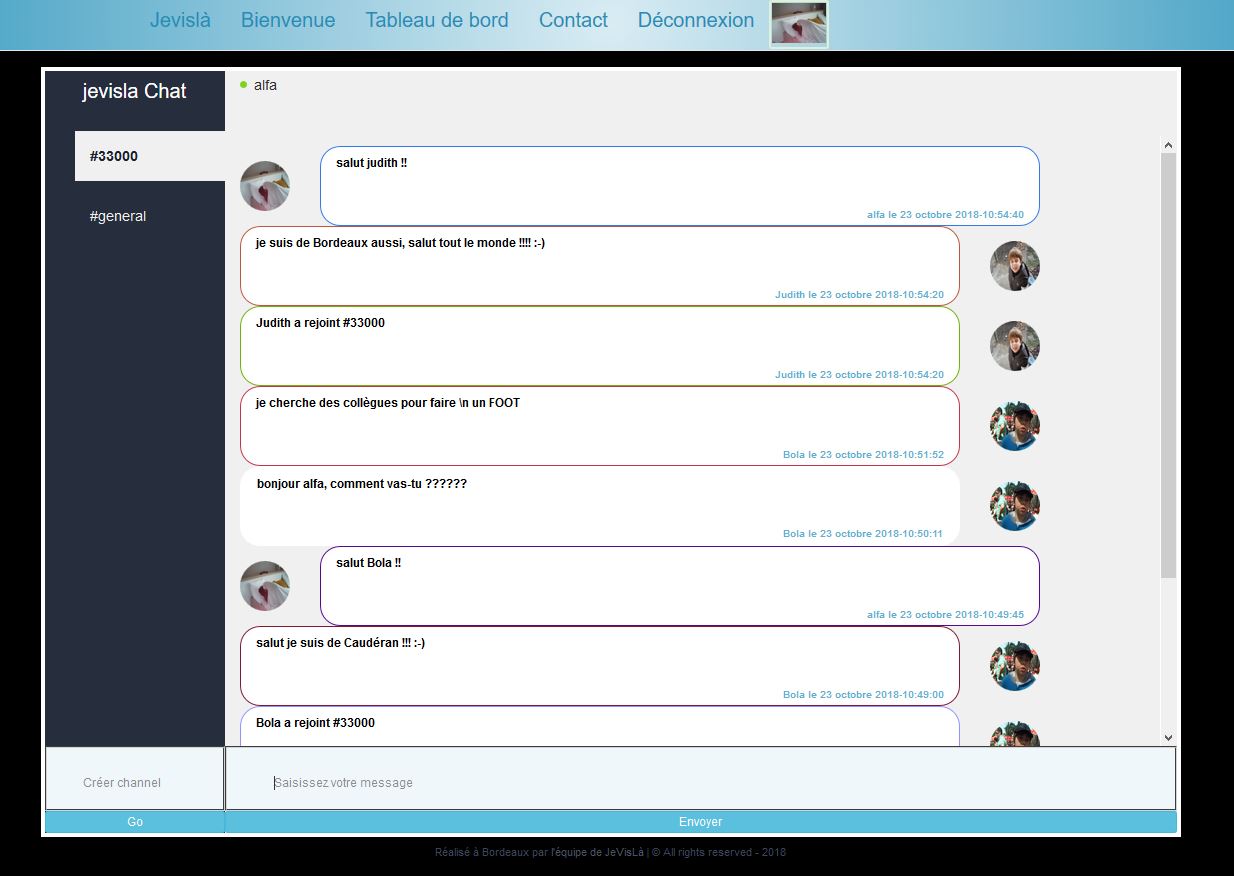 Jevislà Bienvenue Tableau de bord Contact Déconnexion
jevisla Chat
alfa
#33000
#general
salut judith !!
alfa le 23 octobre 2018-10:54:40
je suis de Bordeaux aussi, salut tout le monde !!!! :-)
Judith le 23 octobre 2018-10:54:20
Judith a rejoint #33000
Judith le 23 octobre 2018-10:54:20
je cherche des collègues pour faire \n un FOOT
Bola le 23 octobre 2018-10:51:52
bonjour alfa, comment vas-tu ??????
Bola le 23 octobre 2018-10:50:11
salut Bola !!
alfa le 23 octobre 2018-10:49:45
salut je suis de Caudéran !!! :-)
Bola le 23 octobre 2018-10:49:00
Bola a rejoint #33000
Créer channel
Saisissez votre message
Go
Envoyer
Réalisé à Bordeaux par l'équipe de JeVisLà | © All rights reserved - 2018